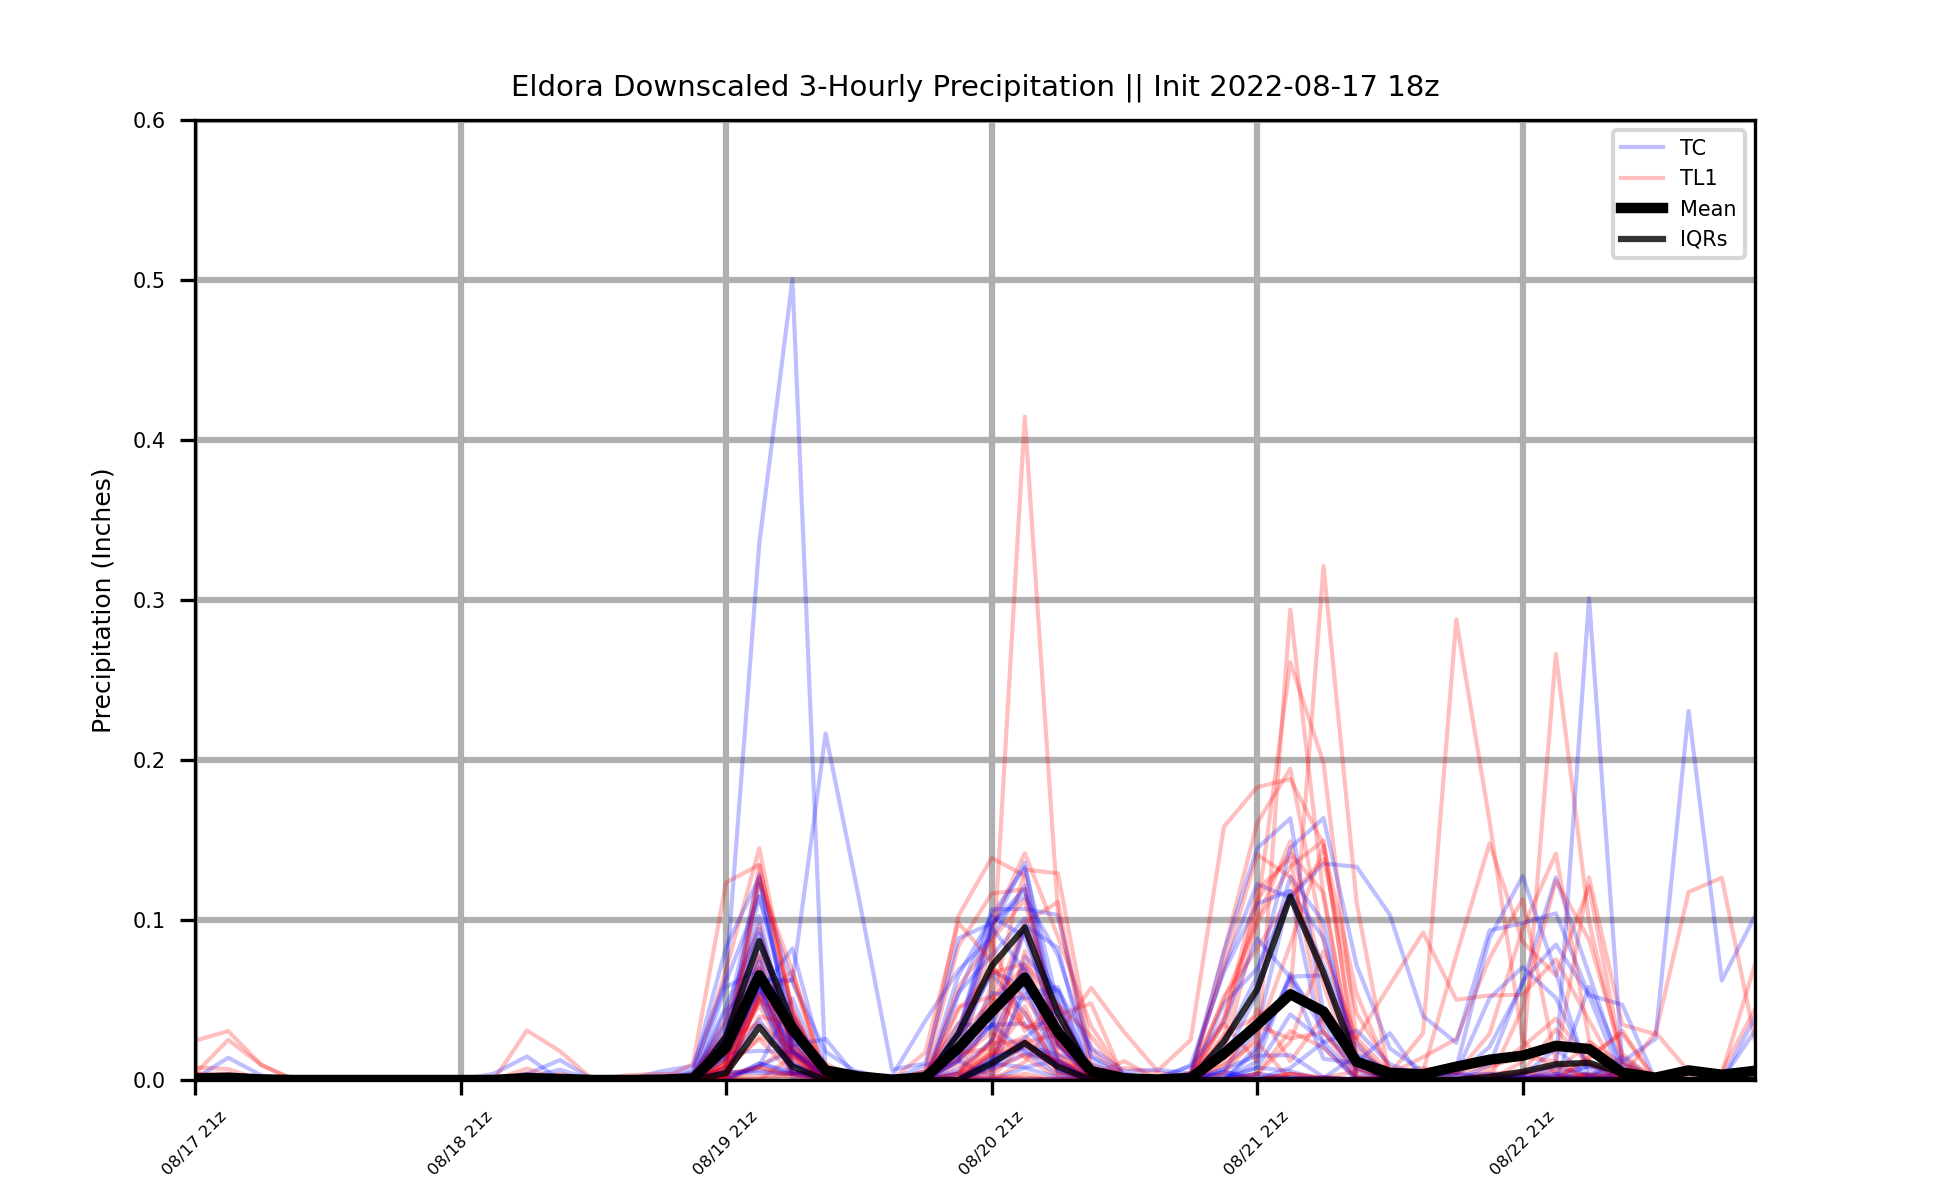 Eldora Downscaled 3-Hourly Precipitation || Init 2022-08-17 18z
TC
TL1
Mean
IQRs
Precipitation (Inches)
0.6
0.5
0.4
0.3
0.2
0.1
0.0
08/17 21z
08/18 21z
08/19 21z
08/20 21z
08/21 21z
08/22 21z